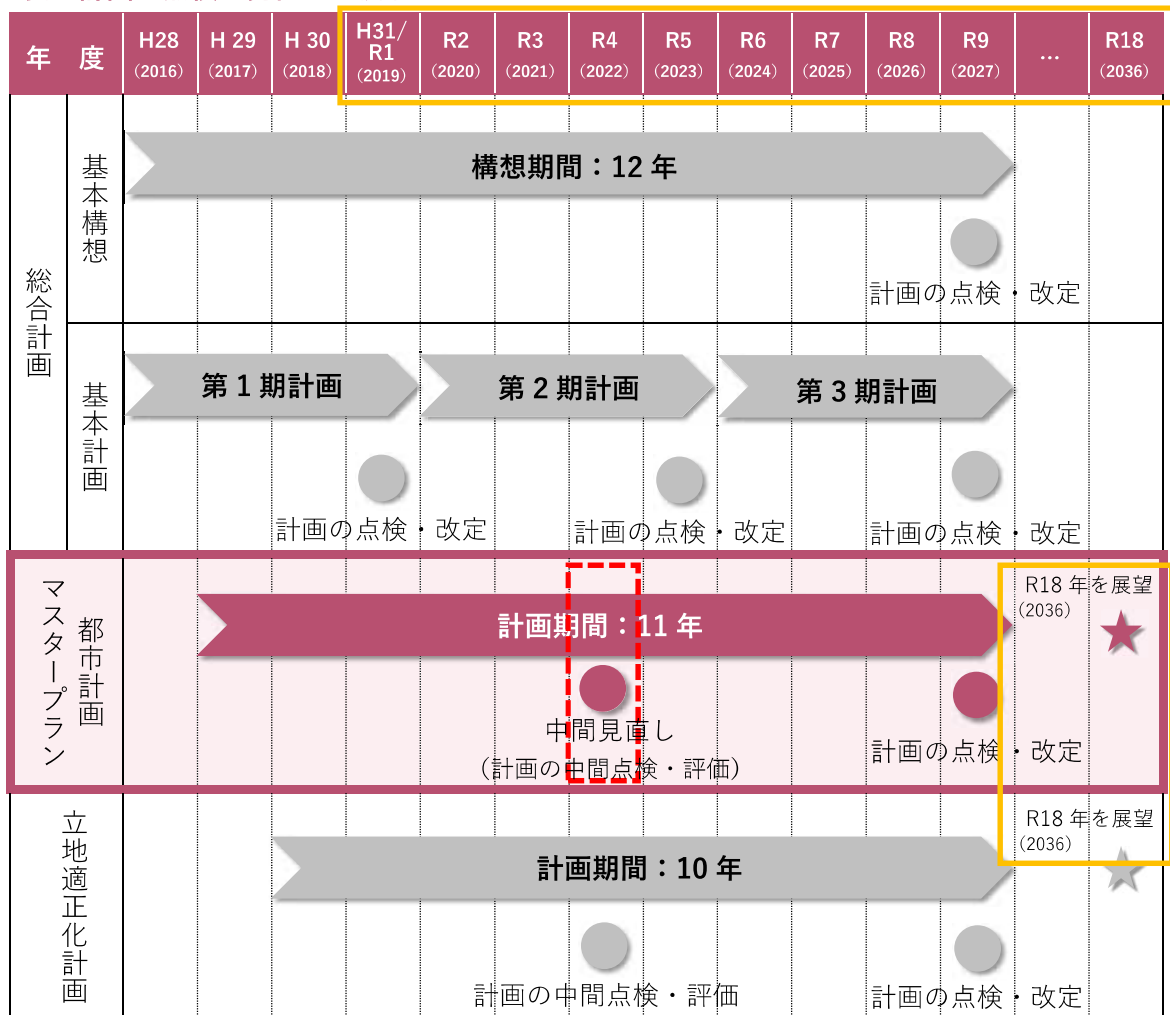 年 度
H28
(2016)
H 29
(2017)
H 30
(2018)
H31/
R1
(2019)
R2
(2020)
R3
(2021)
R4
(2022)
R5
(2023)
R6
(2024)
R7
(2025)
R8
(2026)
R9
(2027)
…
R18
(2036)
総合計画
基本構想
構想期間：12 年
計画の点検・改定
基本計画
第 1 期計画
第 2 期計画
第 3 期計画
計画の点検・改定
計画の点検・改定
計画の点検・改定
都市計画
マスタープラン
計画期間：11 年
R18 年を展望
(2036)
中間見直し
（計画の中間点検・評価）
計画の点検・改定
立地適正化計画
計画期間：10 年
R18 年を展望
(2036)
計画の中間点検・評価
計画の点検・改定